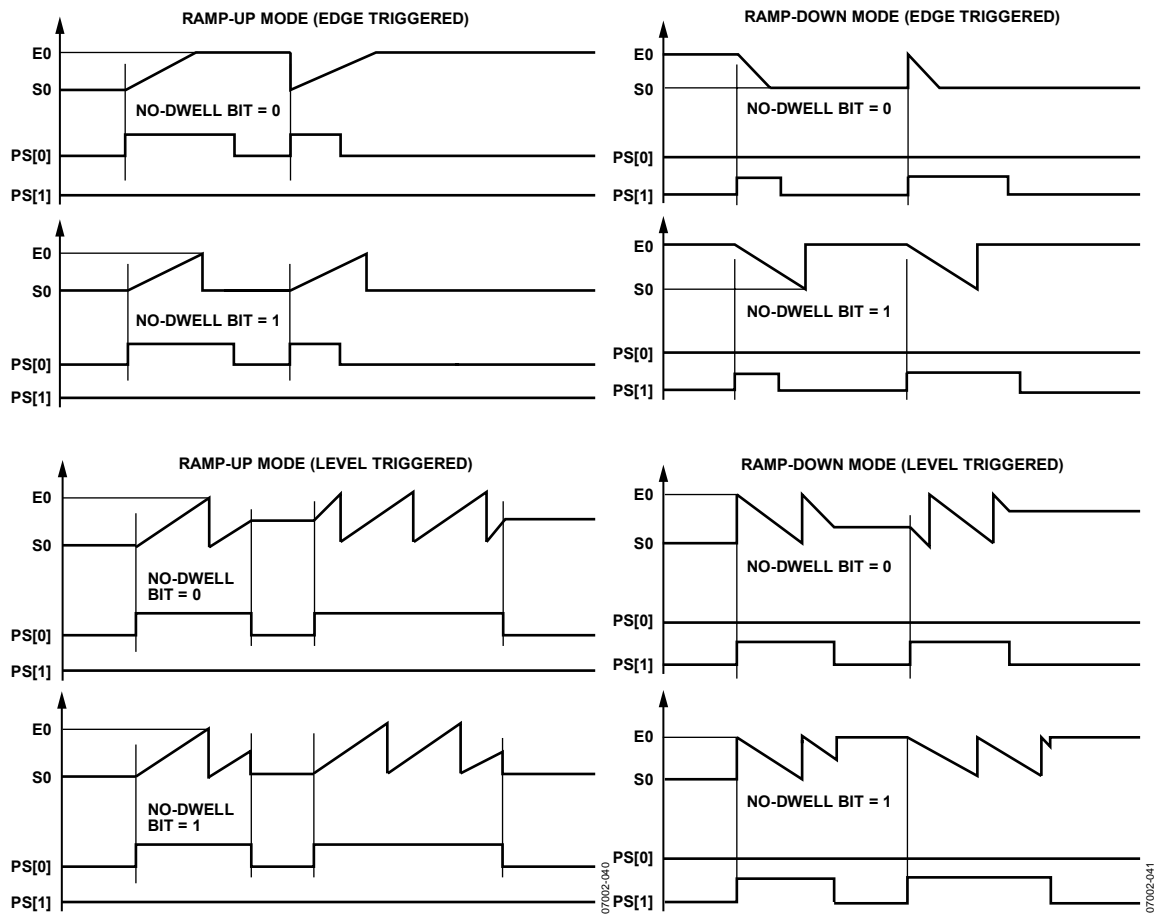 RAMP-UP MODE (EDGE TRIGGERED)
E0
S0
NO-DWELL BIT = 0
PS[0]
PS[1]
E0
S0
NO-DWELL BIT = 1
PS[0]
PS[1]
RAMP-DOWN MODE (EDGE TRIGGERED)
E0
S0
NO-DWELL BIT = 0
PS[0]
PS[1]
E0
S0
NO-DWELL BIT = 1
PS[0]
PS[1]
RAMP-UP MODE (LEVEL TRIGGERED)
E0
S0
NO-DWELL
BIT = 0
PS[0]
PS[1]
E0
S0
NO-DWELL
BIT = 1
PS[0]
PS[1]
07002-040
RAMP-DOWN MODE (LEVEL TRIGGERED)
E0
S0
NO-DWELL BIT = 0
PS[0]
PS[1]
E0
S0
NO-DWELL BIT = 1
PS[0]
PS[1]
07002-041